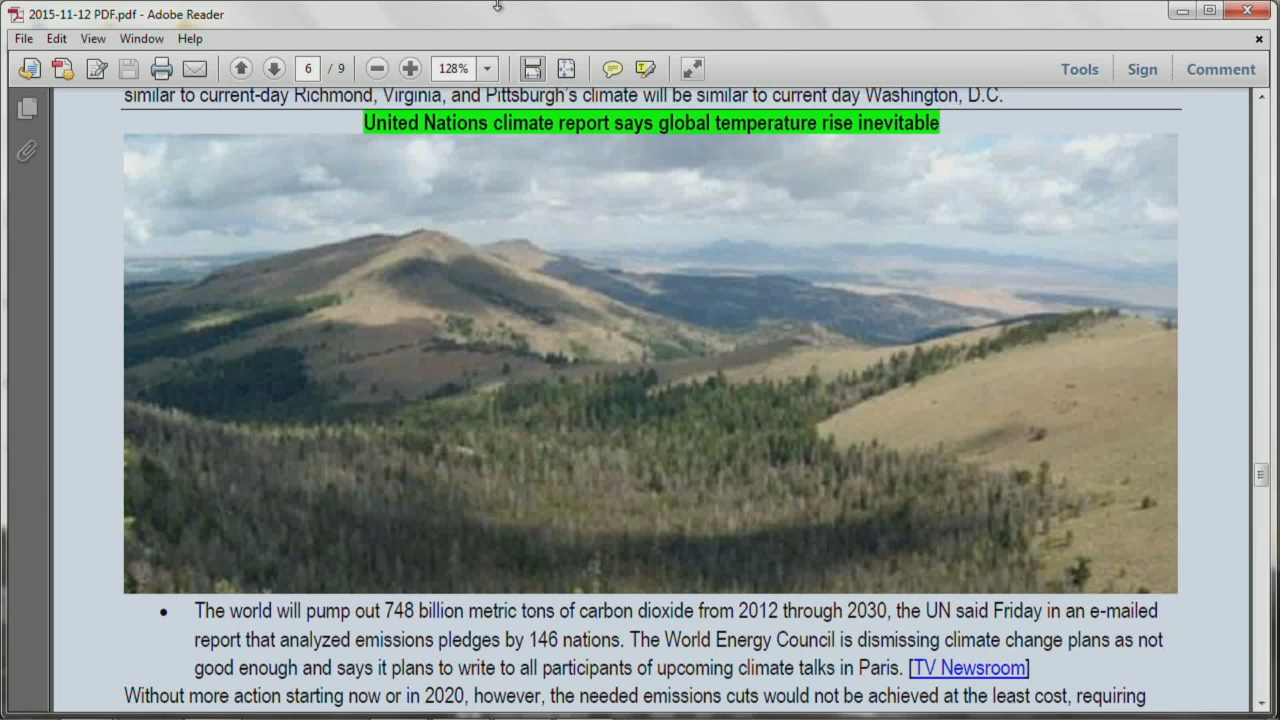 2015-11-12 PDF.pdf - Adobe Reader
File Edit View Window Help
6 / 9 128% Tools Sign Comment
similar to current-day Richmond, Virginia, and Pittsburgh's climate will be similar to current day Washington, D.C.
United Nations climate report says global temperature rise inevitable
• The world will pump out 748 billion metric tons of carbon dioxide from 2012 through 2030, the UN said Friday in an e-mailed
report that analyzed emissions pledges by 146 nations. The World Energy Council is dismissing climate change plans as not
good enough and says it plans to write to all participants of upcoming climate talks in Paris. [TV Newsroom]
Without more action starting now or in 2020, however, the needed emissions cuts would not be achieved at the least cost, requiring